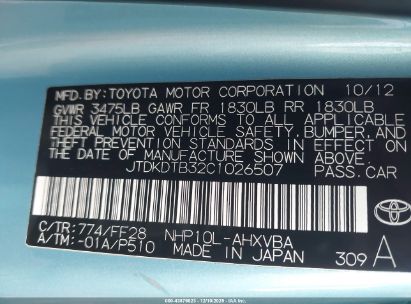 MFD. BY: TOYOTA MOTOR CORPORATION 10/12
GVWR 3475LB GAWR FR 1830LB RR 1830LB
THIS VEHICLE CONFORMS TO ALL APPLICABLE
FEDERAL MOTOR VEHICLE SAFETY, BUMPER, AND
THEFT PREVENTION STANDARDS IN EFFECT ON
THE DATE OF MANUFACTURE SHOWN ABOVE.
JTDKDTB32C1026507 PASS. CAR
C/TR: 774/FF28 NHP10L-AHXVBA
A/TM: -01A/P510 MADE IN JAPAN 309 A
TOYOTA